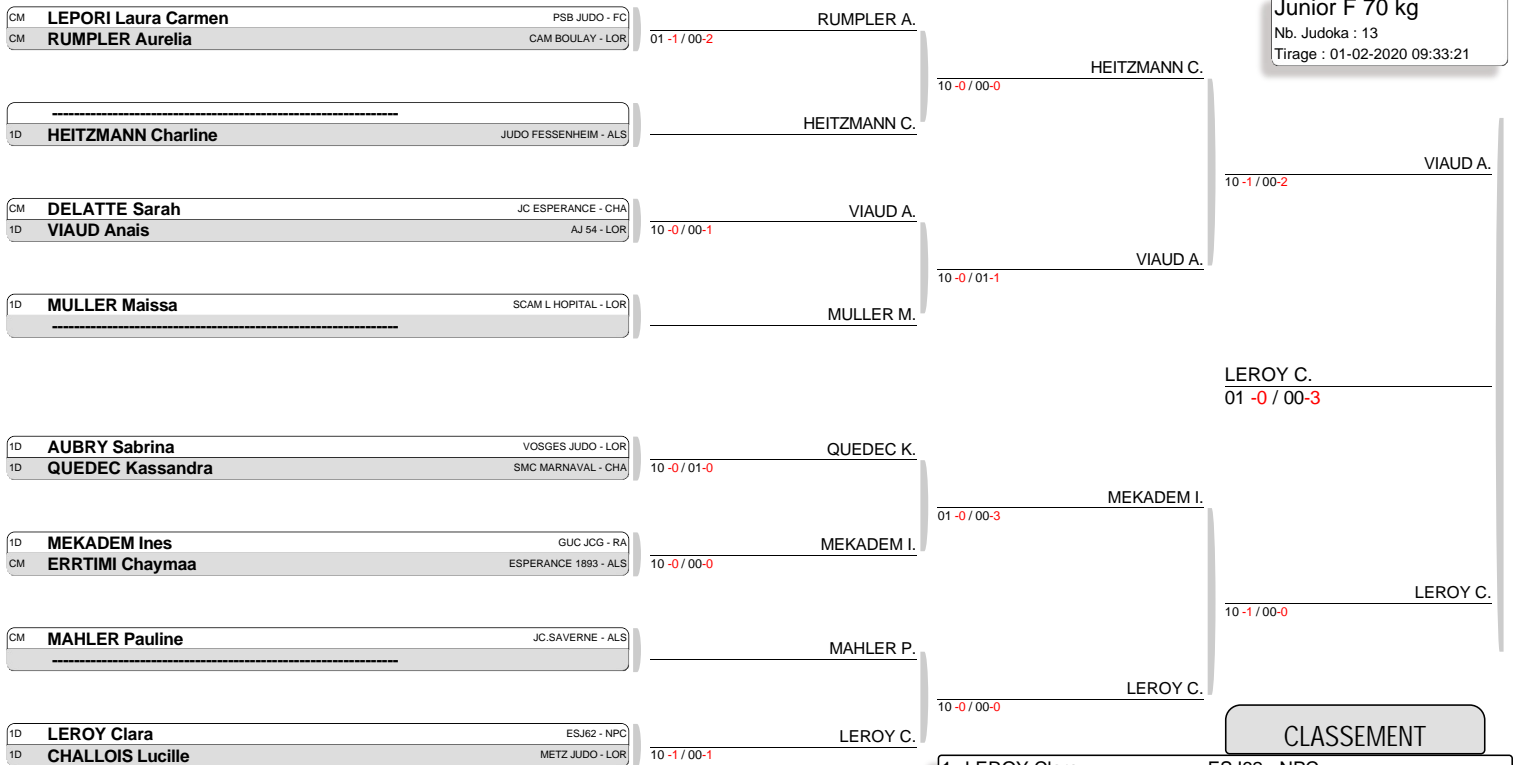 Junior F 70 kg
Nb. Judoka : 13
Tirage : 01-02-2020 09:33:21
CM LEPORI Laura Carmen PSB JUDO - FC
CM RUMPLER Aurelia CAM BOULAY - LOR
RUMPLER A.
01 -1 / 00-2
HEITZMANN C.
10 -0 / 00-0
------------------------------------------------------------------
1D HEITZMANN Charline JUDO FESSENHEIM - ALS
HEITZMANN C.
VIAUD A.
10 -1 / 00-2
CM DELATTE Sarah JC ESPERANCE - CHA
1D VIAUD Anais AJ 54 - LOR
VIAUD A.
10 -0 / 00-1
VIAUD A.
10 -0 / 01-1
1D MULLER Maissa SCAM L HOPITAL - LOR
------------------------------------------------------------------
MULLER M.
LEROY C.
01 -0 / 00-3
1D AUBRY Sabrina VOSGES JUDO - LOR
1D QUEDEC Kassandra SMC MARNAVAL - CHA
QUEDEC K.
10 -0 / 01-0
MEKADEM I.
01 -0 / 00-3
1D MEKADEM Ines GUC JCG - RA
CM ERRTIMI Chaymaa ESPERANCE 1893 - ALS
MEKADEM I.
10 -0 / 00-0
LEROY C.
10 -1 / 00-0
CM MAHLER Pauline JC.SAVERNE - ALS
------------------------------------------------------------------
MAHLER P.
LEROY C.
10 -0 / 00-0
1D LEROY Clara ESJ62 - NPC
1D CHALLOIS Lucille METZ JUDO - LOR
LEROY C.
10 -1 / 00-1
CLASSEMENT
1- LEROY Clara ESJ62 - NPC